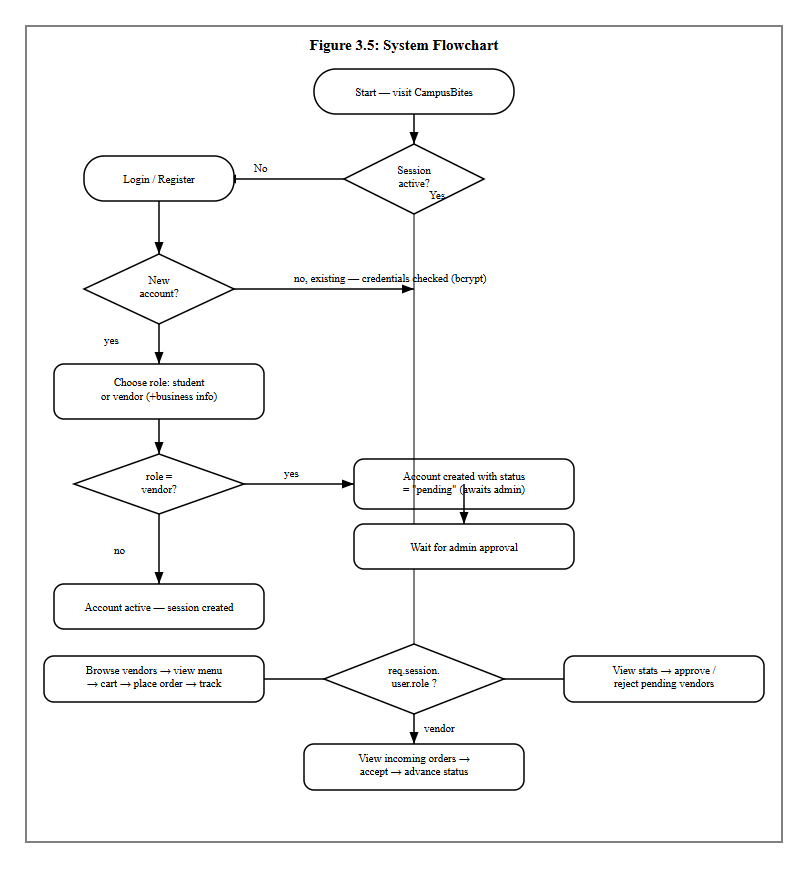 Figure 3.5: System Flowchart
Start — visit CampusBites
Session
active?
Yes
No
Login / Register
New
account?
no, existing — credentials checked (bcrypt)
yes
Choose role: student
or vendor (+business info)
role =
vendor?
yes
Account created with status
= "pending" (awaits admin)
Wait for admin approval
no
Account active — session created
Browse vendors → view menu
→ cart → place order → track
req.session.
user.role ?
View stats → approve /
reject pending vendors
vendor
View incoming orders →
accept → advance status